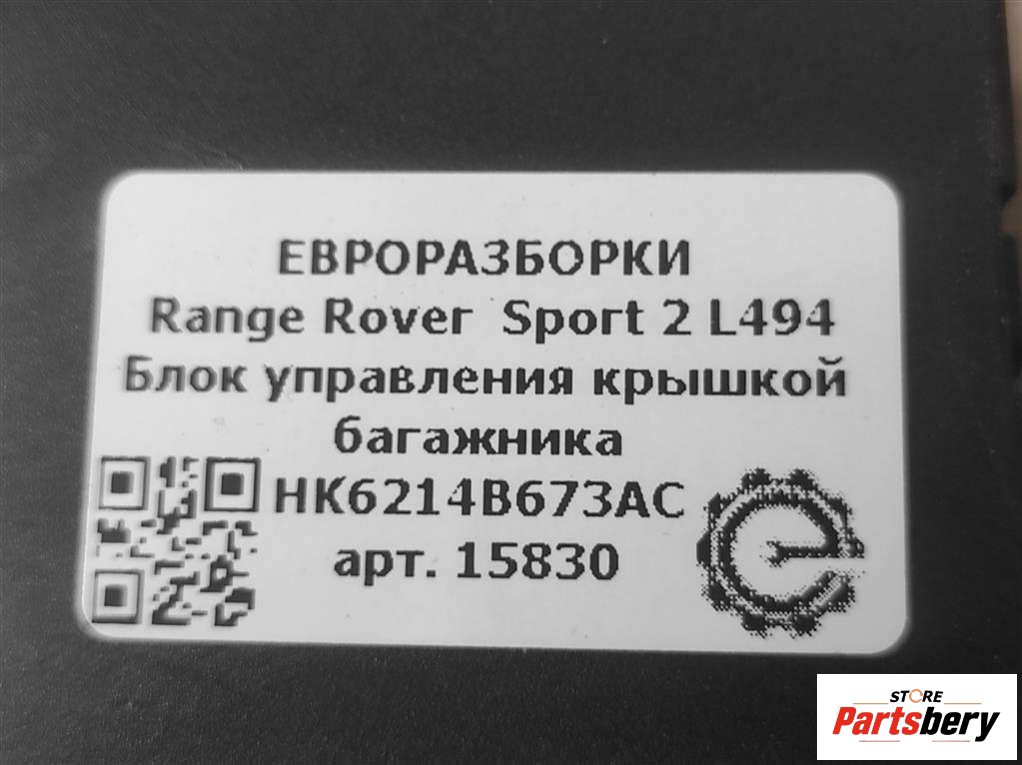 ЕВРОРАЗБОРКИ
Range Rover Sport 2 L494
Блок управления крышкой
багажника
HK6214B673AC
арт. 15830
STORE
Partsbery